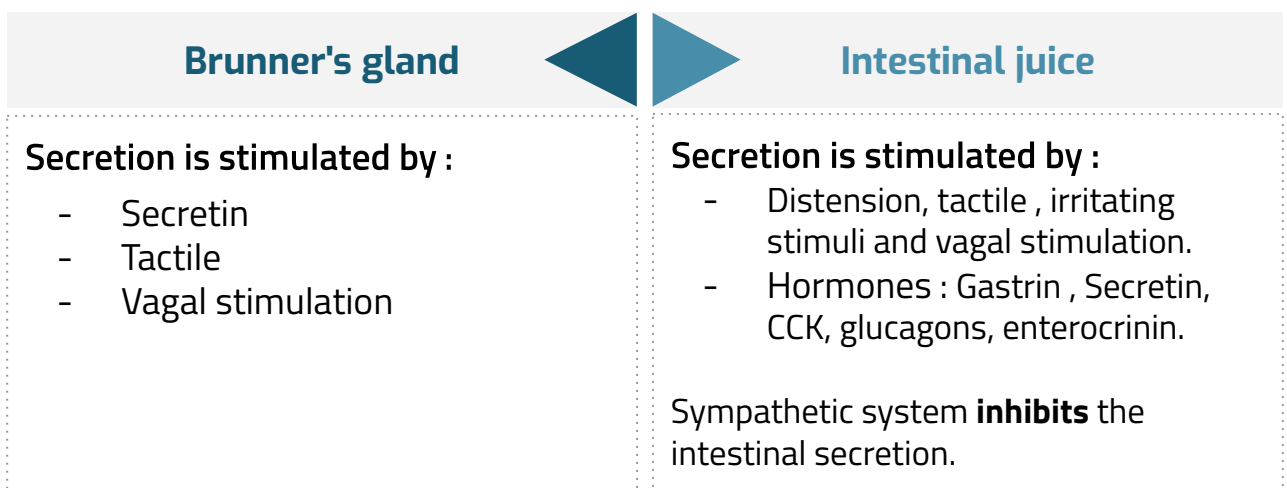 Brunner's gland
Secretion is stimulated by :
- Secretin
- Tactile
- Vagal stimulation
Intestinal juice
Secretion is stimulated by :
- Distension, tactile , irritating
stimuli and vagal stimulation.
- Hormones : Gastrin , Secretin,
CCK, glucagons, enterocrinin.
Sympathetic system inhibits the
intestinal secretion.